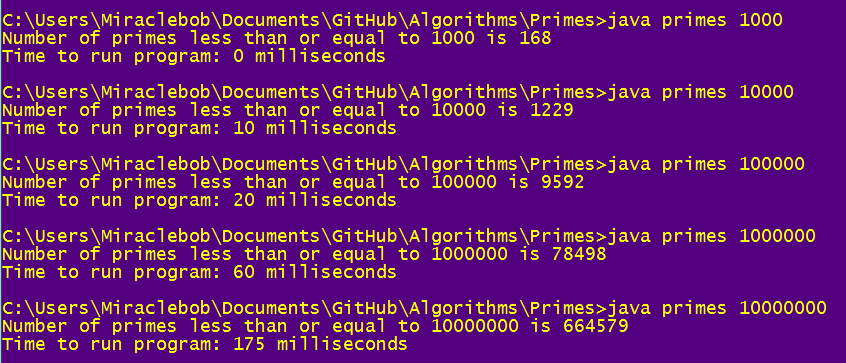 C:\Users\Miraclebob\Documents\GitHub\Algorithms\Primes>java primes 1000
Number of primes less than or equal to 1000 is 168
Time to run program: 0 milliseconds
C:\Users\Miraclebob\Documents\GitHub\Algorithms\Primes>java primes 10000
Number of primes less than or equal to 10000 is 1229
Time to run program: 10 milliseconds
C:\Users\Miraclebob\Documents\GitHub\Algorithms\Primes>java primes 100000
Number of primes less than or equal to 100000 is 9592
Time to run program: 20 milliseconds
C:\Users\Miraclebob\Documents\GitHub\Algorithms\Primes>java primes 1000000
Number of primes less than or equal to 1000000 is 78498
Time to run program: 60 milliseconds
C:\Users\Miraclebob\Documents\GitHub\Algorithms\Primes>java primes 10000000
Number of primes less than or equal to 10000000 is 664579
Time to run program: 175 milliseconds